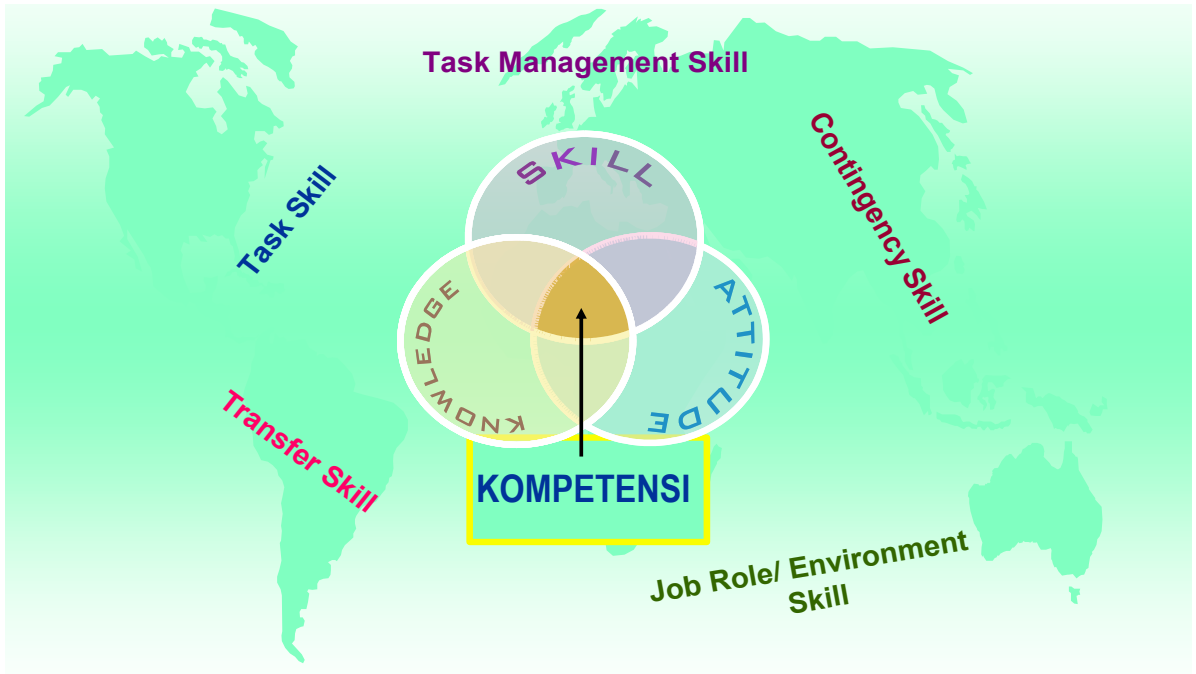 Task Management Skill
Task Skill
Contingency Skill
SKILL
KNOWLEDGE
ATTITUDE
Transfer Skill
KOMPETENSI
Job Role/ Environment
Skill